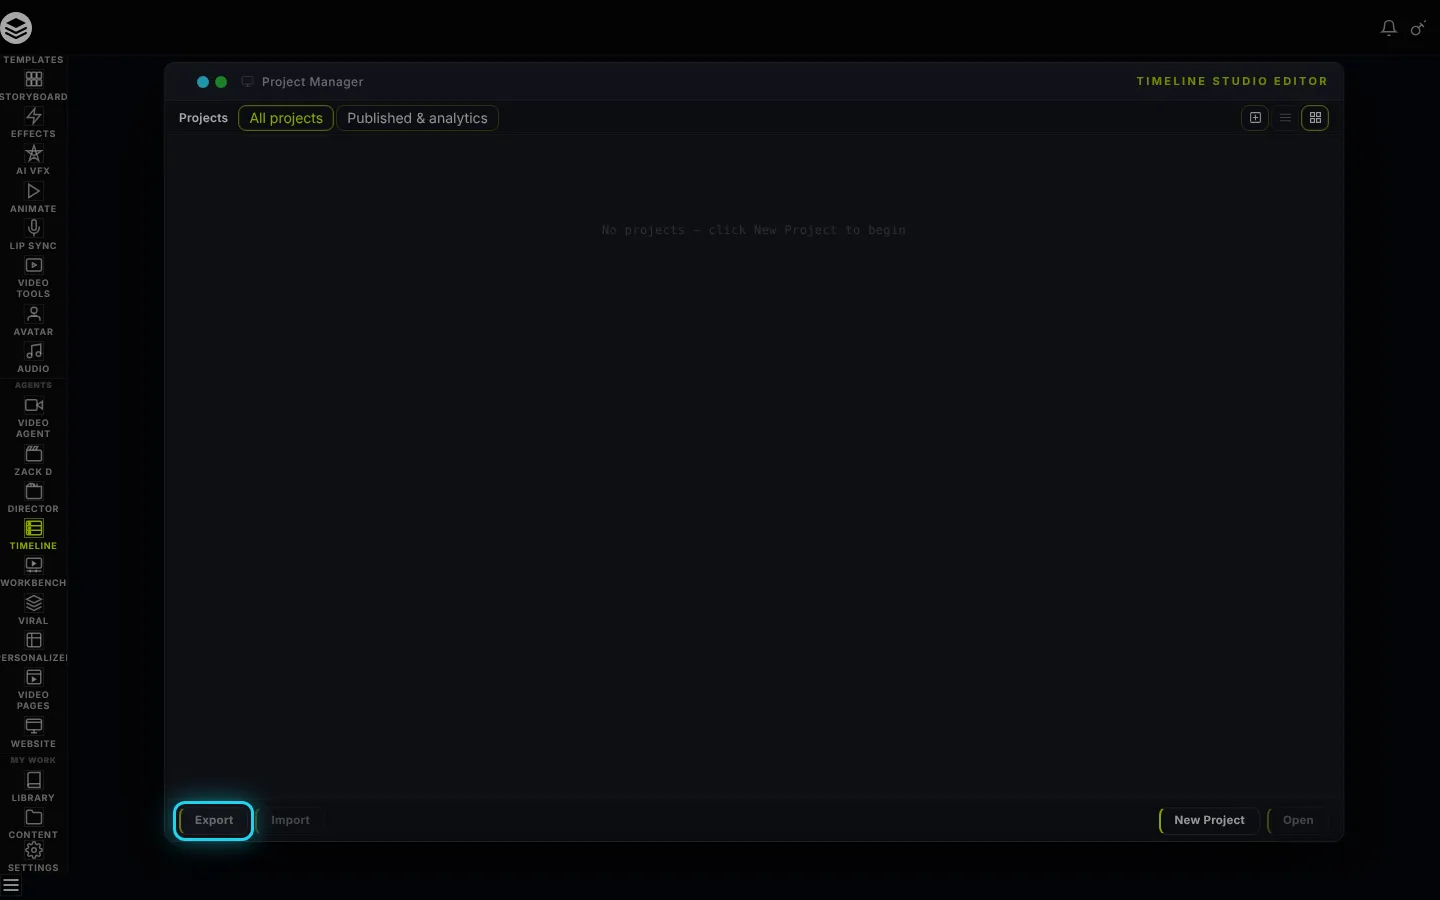 TEMPLATES
STORYBOARD
EFFECTS
AI VFX
ANIMATE
LIP SYNC
VIDEO
TOOLS
AVATAR
AUDIO
AGENTS
VIDEO
AGENT
ZACK D
DIRECTOR
TIMELINE
WORKBENCH
VIRAL
PERSONALIZE
VIDEO
PAGES
WEBSITE
MY WORK
LIBRARY
CONTENT
SETTINGS
Project Manager
TIMELINE STUDIO EDITOR
Projects All projects Published & analytics
No projects — click New Project to begin
Export Import New Project Open